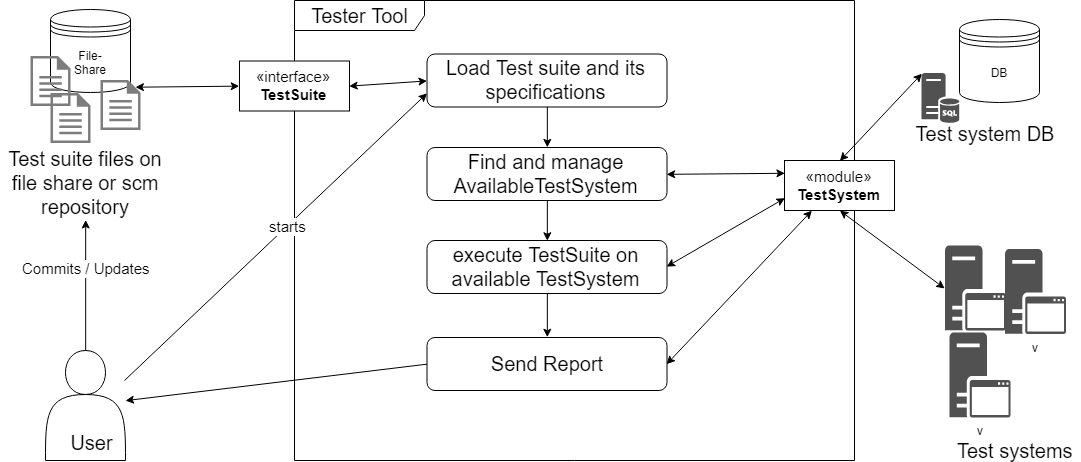 Tester Tool
File-
Share
«interface»
TestSuite
Load Test suite and its
specifications
DB
SQL
Test system DB
Test suite files on
file share or scm
repository
Find and manage
AvailableTestSystem
«module»
TestSystem
starts
Commits / Updates
execute TestSuite on
available TestSystem
Send Report
v
v
User
Test systems